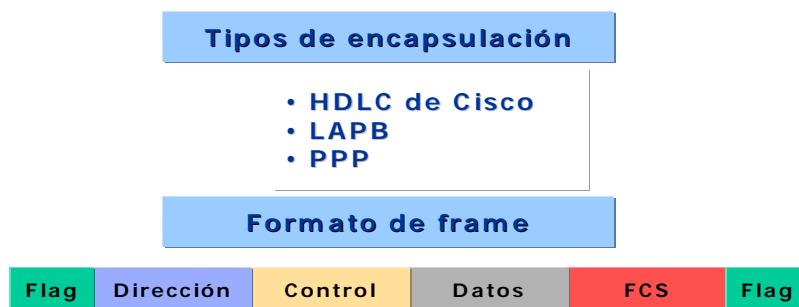 Tipos de encapsulación
• HDLC de Cisco
• LAPB
• PPP
Formato de frame
Flag Dirección Control Datos FCS Flag